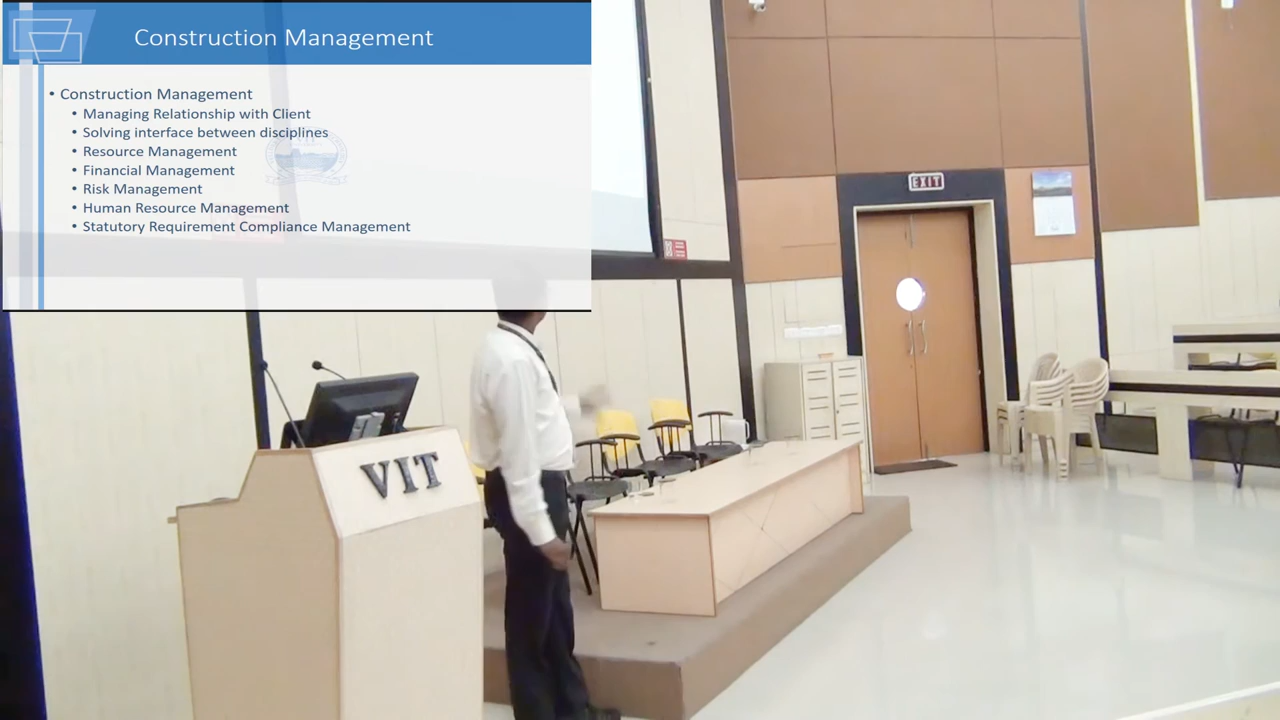 Construction Management
• Construction Management
• Managing Relationship with Client
• Solving interface between disciplines
• Resource Management
• Financial Management
• Risk Management
• Human Resource Management
• Statutory Requirement Compliance Management
EXIT
VIT